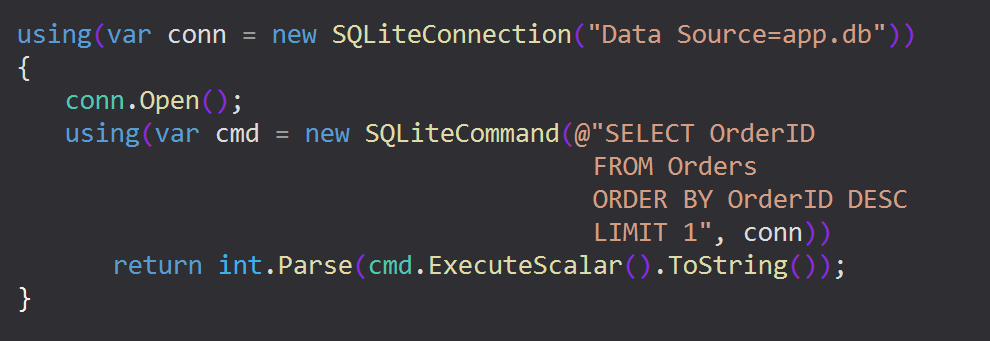 using(var conn = new SQLiteConnection("Data Source=app.db"))
{
conn.Open();
using(var cmd = new SQLiteCommand(@"SELECT OrderID
FROM Orders
ORDER BY OrderID DESC
LIMIT 1", conn))
return int.Parse(cmd.ExecuteScalar().ToString());
}